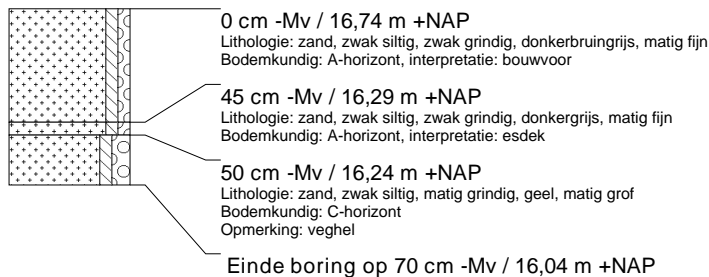 0 cm -Mv / 16,74 m +NAP
Lithologie: zand, zwak siltig, zwak grindig, donkerbruingrijs, matig fijn
Bodemkundig: A-horizont, interpretatie: bouwvoor
45 cm -Mv / 16,29 m +NAP
Lithologie: zand, zwak siltig, zwak grindig, donkergrijs, matig fijn
Bodemkundig: A-horizont, interpretatie: esdek
50 cm -Mv / 16,24 m +NAP
Lithologie: zand, zwak siltig, matig grindig, geel, matig grof
Bodemkundig: C-horizont
Opmerking: veghel
Einde boring op 70 cm -Mv / 16,04 m +NAP